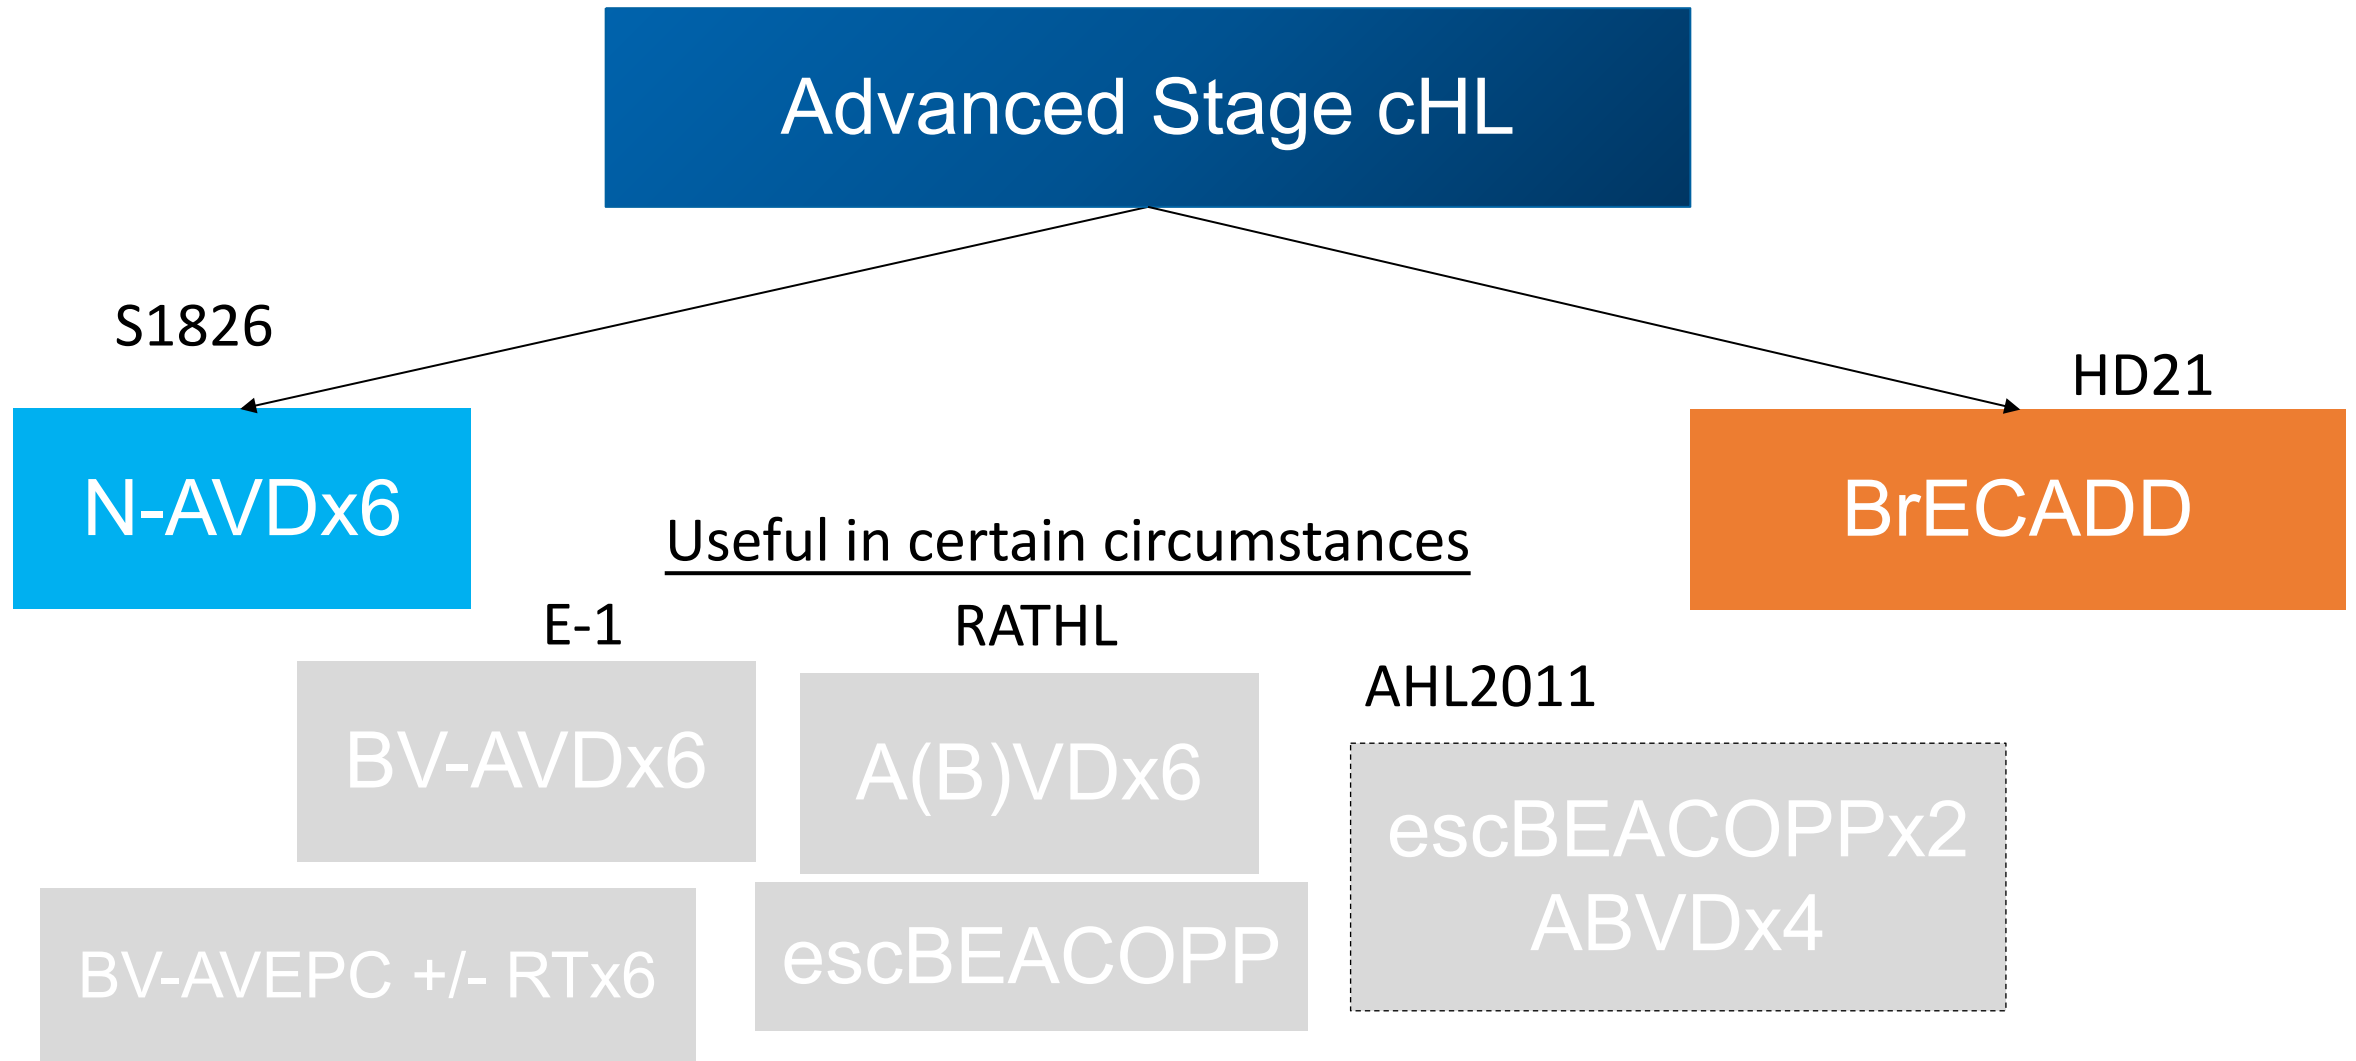 Advanced Stage cHL
S1826
HD21
N-AVDx6
BrECADD
Useful in certain circumstances
E-1
RATHL
AHL2011
BV-AVDx6
A(B)VDx6
escBEACOPPx2
ABVDx4
BV-AVEPC +/- RTx6
escBEACOPP